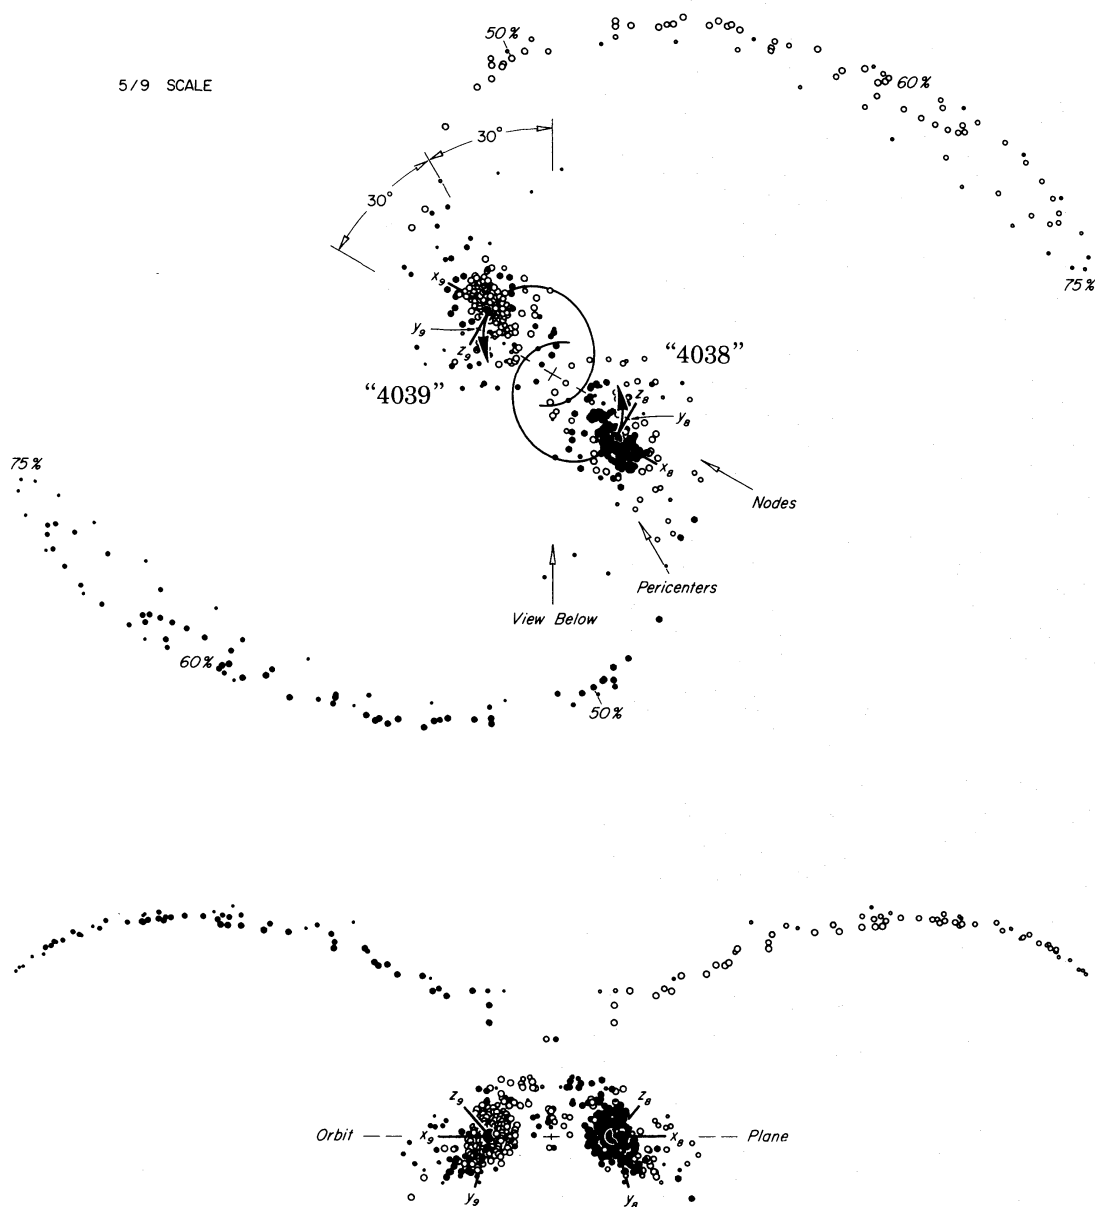 50%
5/9 SCALE
60%
30°
30°
75%
x₉
y₉
z₉
“4038”
“4039”
z₈
y₈
x₈
75%
Nodes
Pericenters
View Below
60%
50%
z₉
z₈
Orbit
x₉
x₈
Plane
y₉
y₈